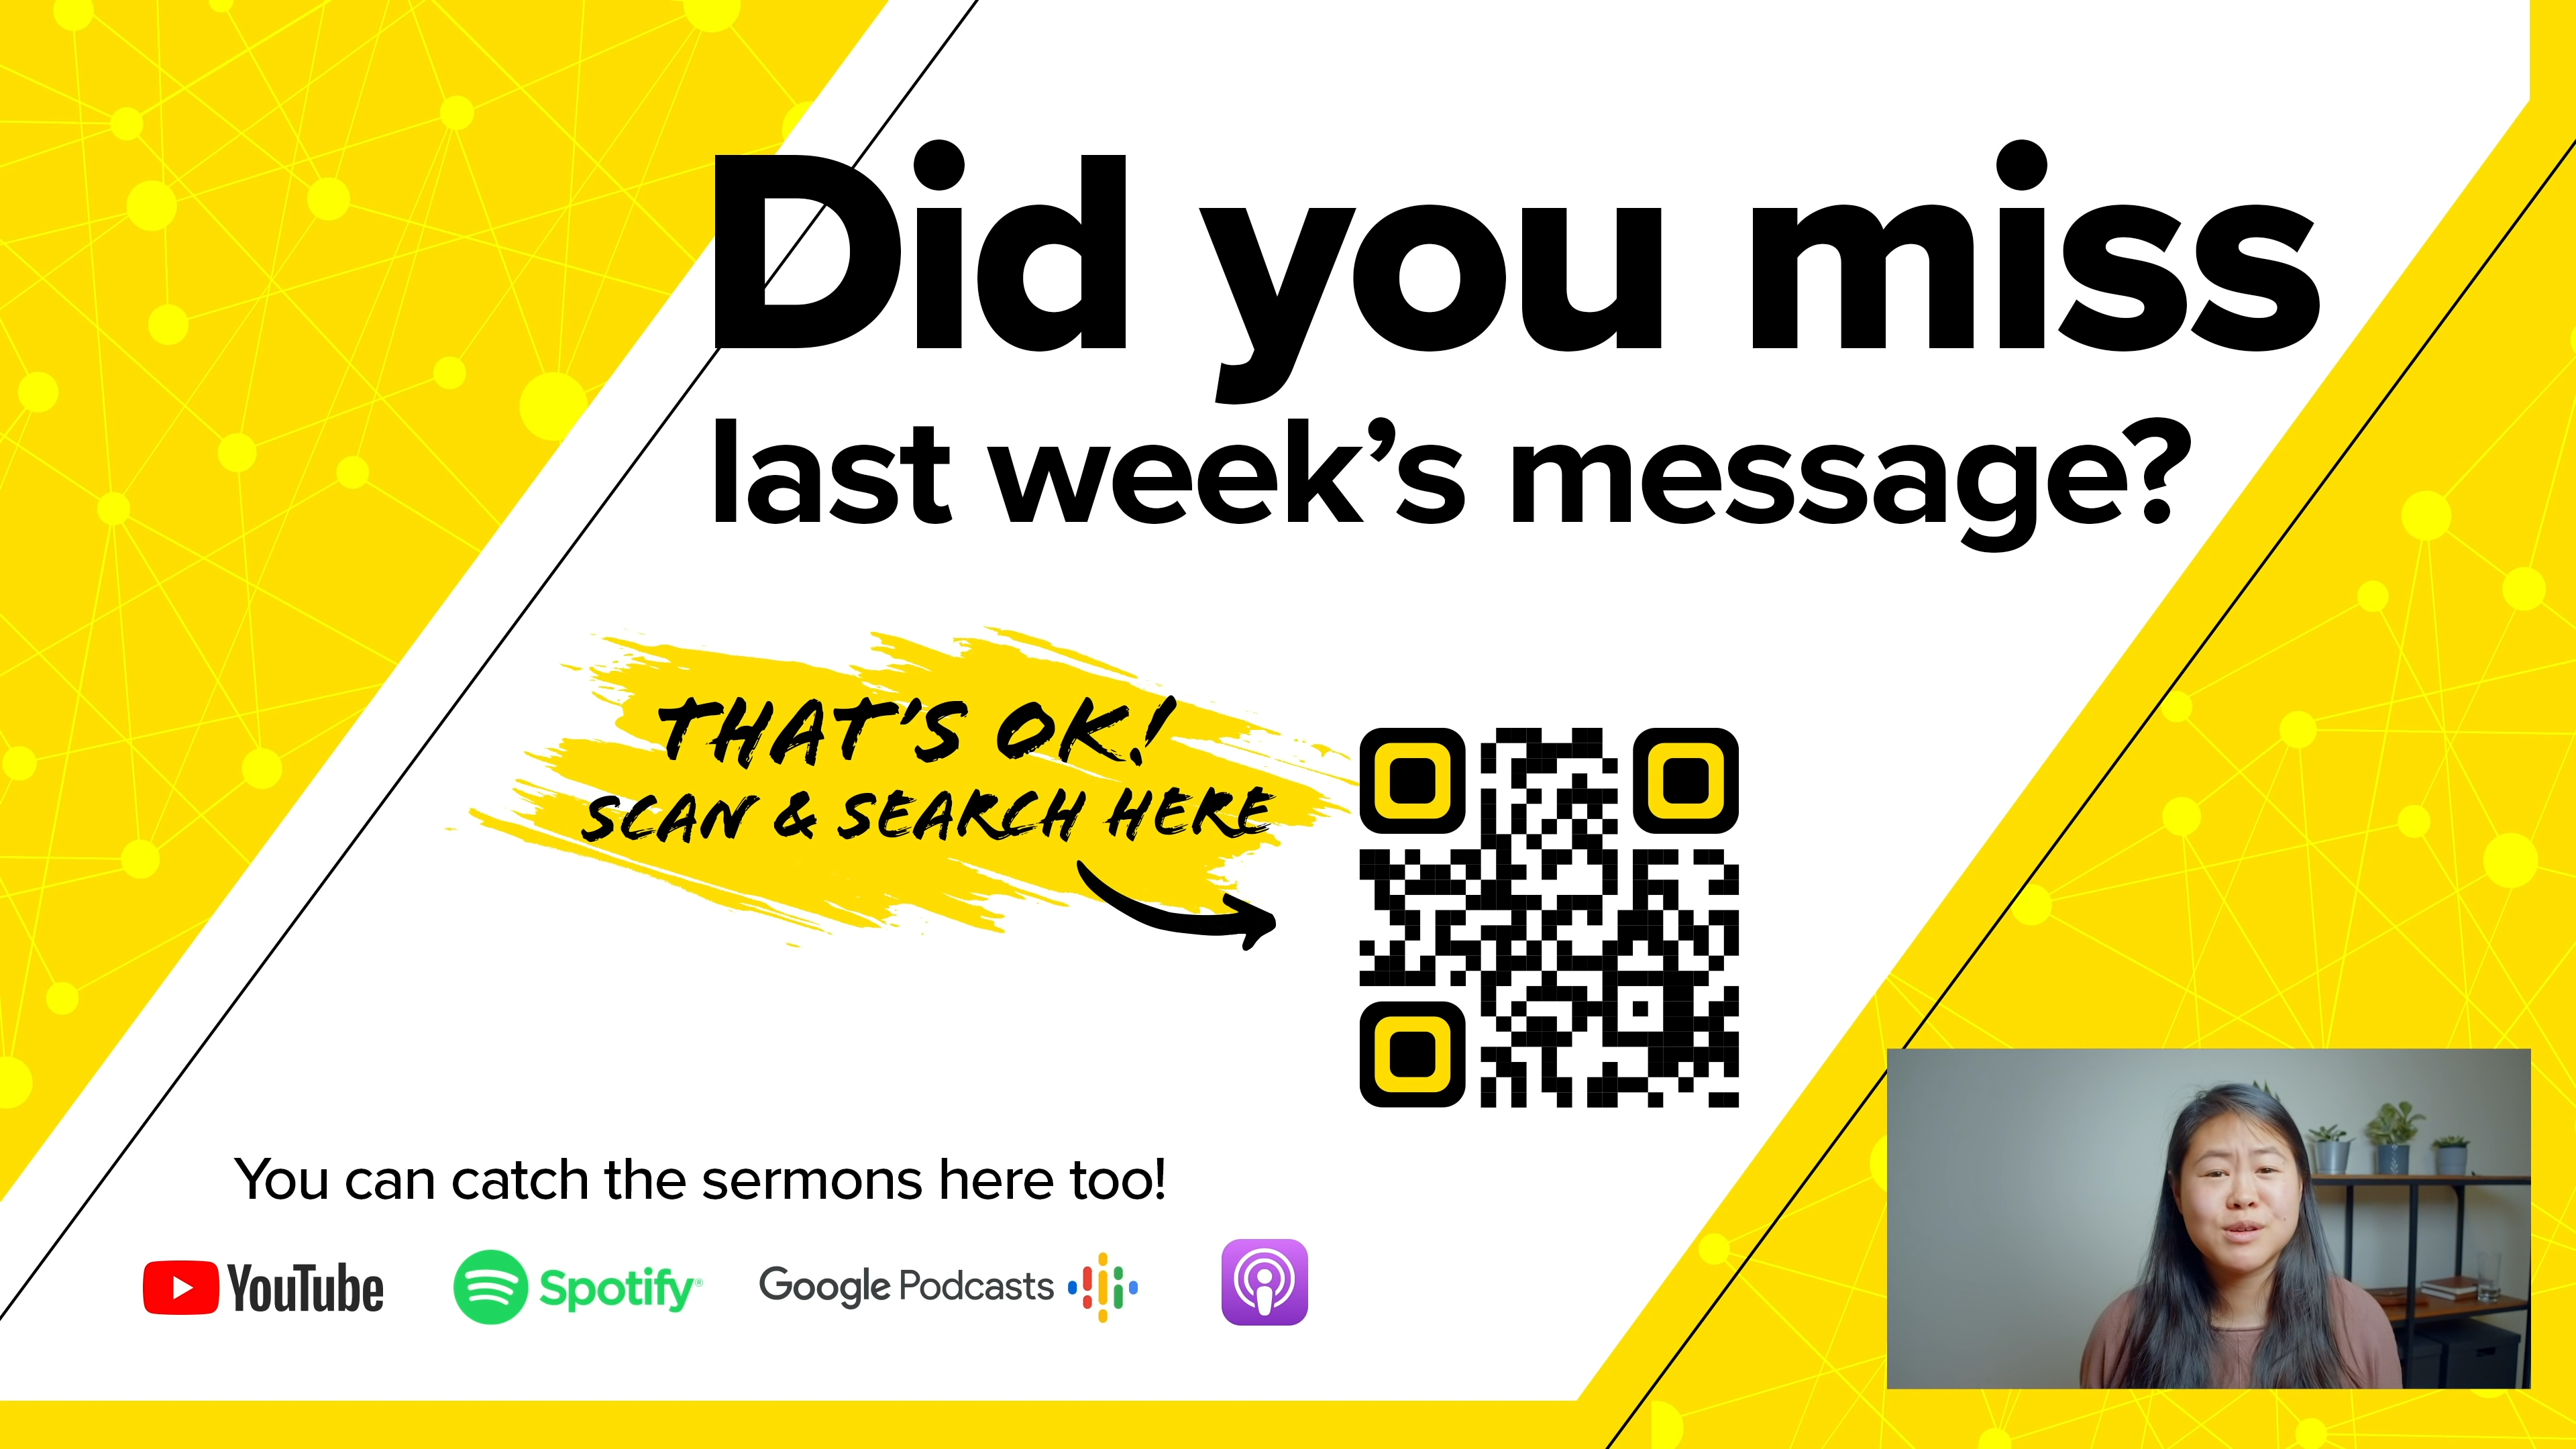 Did you miss
last week’s message?
THAT'S OK!
SCAN & SEARCH HERE
You can catch the sermons here too!
YouTube
Spotify®
Google Podcasts